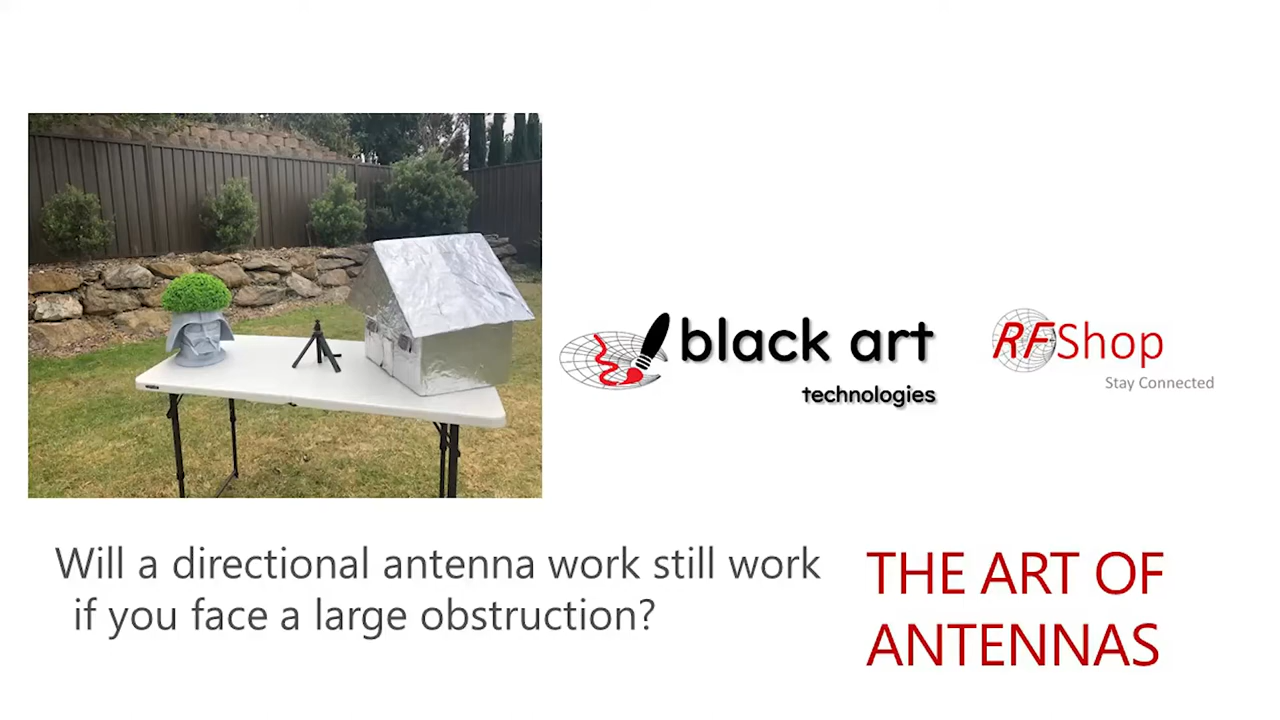 black art
technologies
RFShop
Stay Connected
Will a directional antenna work still work
if you face a large obstruction?
THE ART OF
ANTENNAS